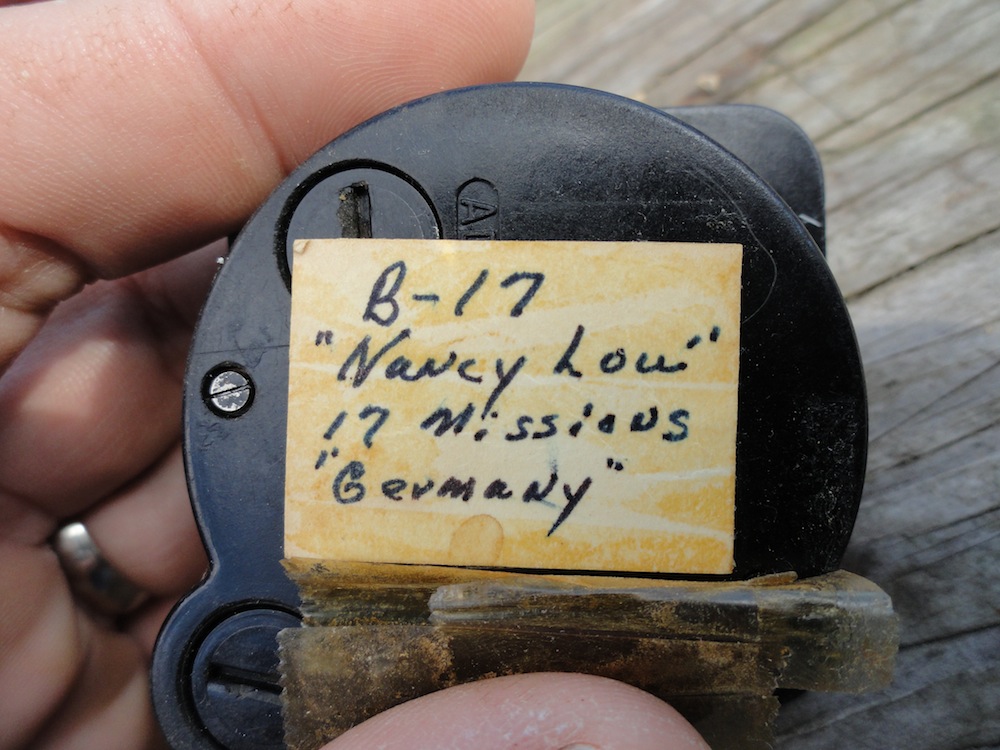 B-17
"Nancy Lou"
17 Missions
"Germany"